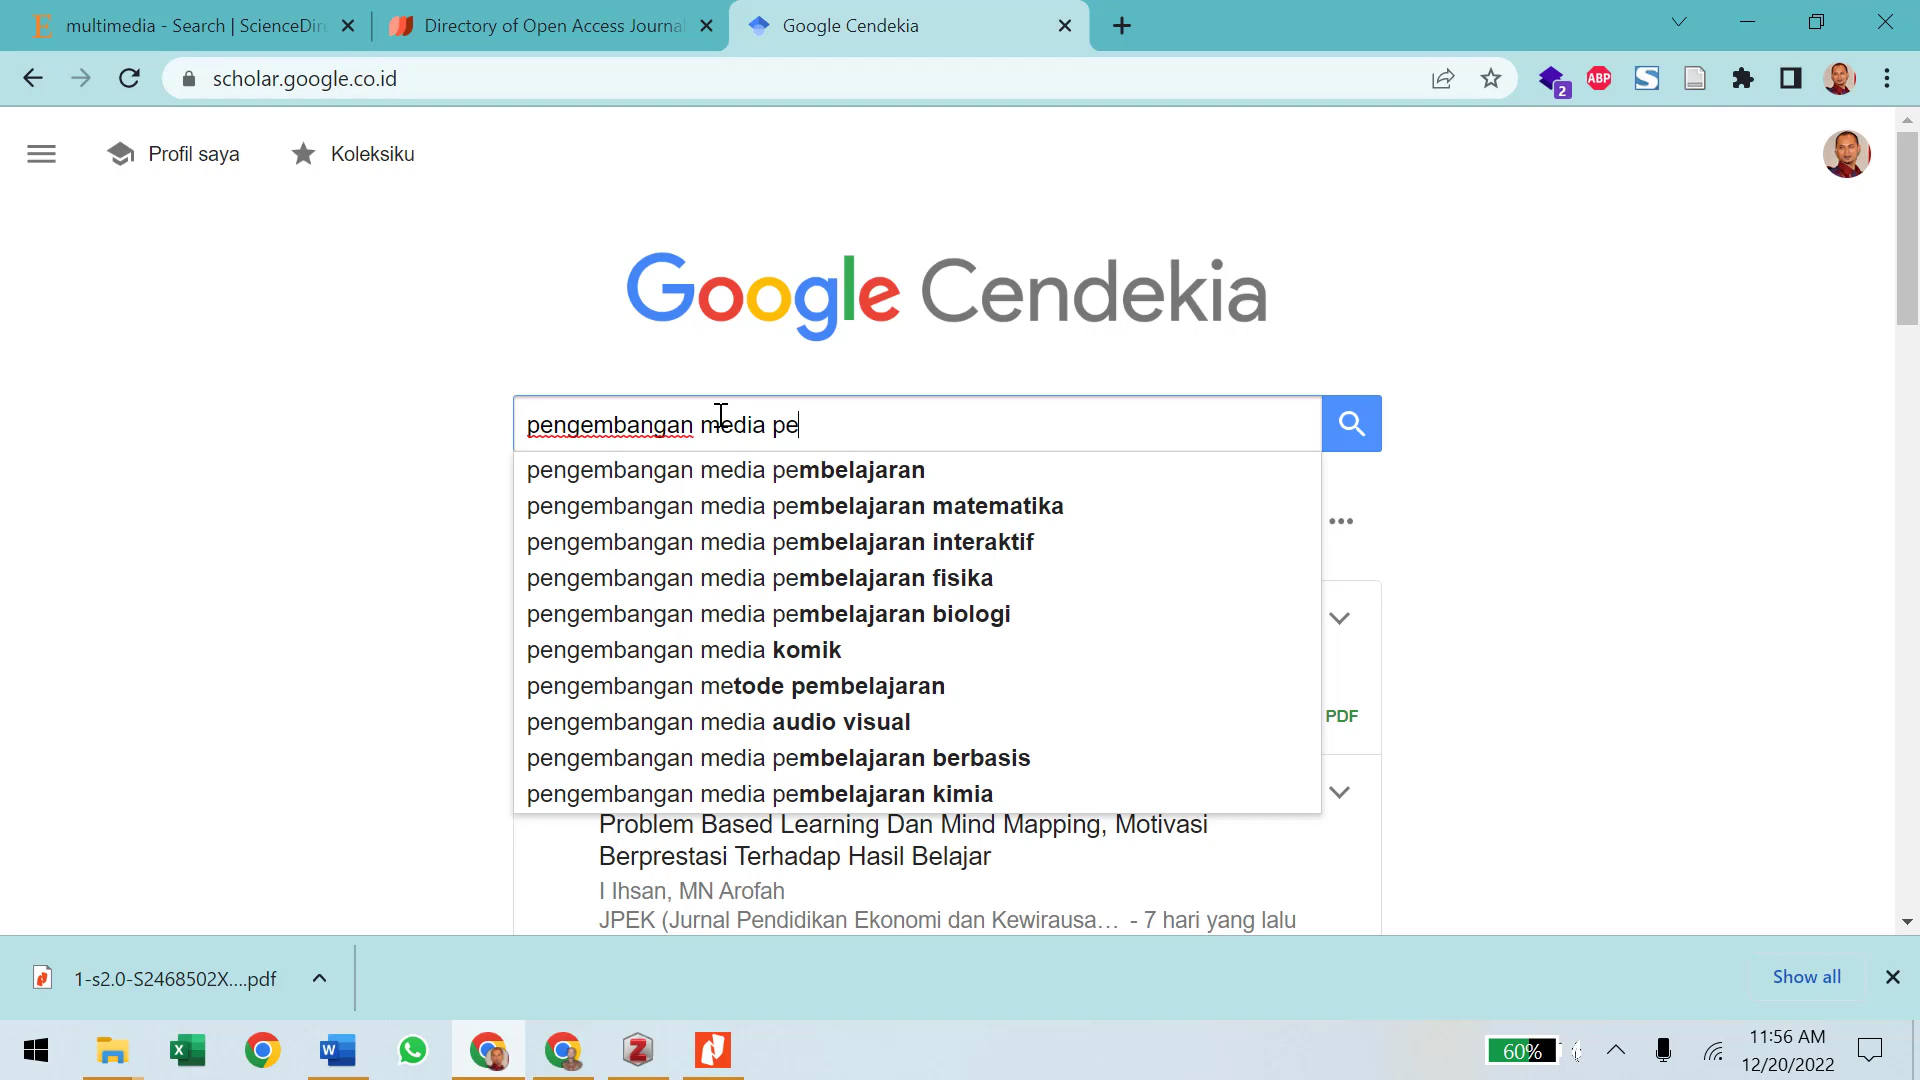 multimedia - Search | ScienceDir
Directory of Open Access Journal
Google Cendekia
scholar.google.co.id
2
ABP
Profil saya
Koleksiku
Google Cendekia
pengembangan media pe
pengembangan media pembelajaran
pengembangan media pembelajaran matematika
pengembangan media pembelajaran interaktif
pengembangan media pembelajaran fisika
pengembangan media pembelajaran biologi
pengembangan media komik
pengembangan metode pembelajaran
pengembangan media audio visual
pengembangan media pembelajaran berbasis
pengembangan media pembelajaran kimia
PDF
Problem Based Learning Dan Mind Mapping, Motivasi
Berprestasi Terhadap Hasil Belajar
I Ihsan, MN Arofah
JPEK (Jurnal Pendidikan Ekonomi dan Kewirausa… - 7 hari yang lalu
1-s2.0-S2468502X....pdf
Show all
60%
11:56 AM
12/20/2022